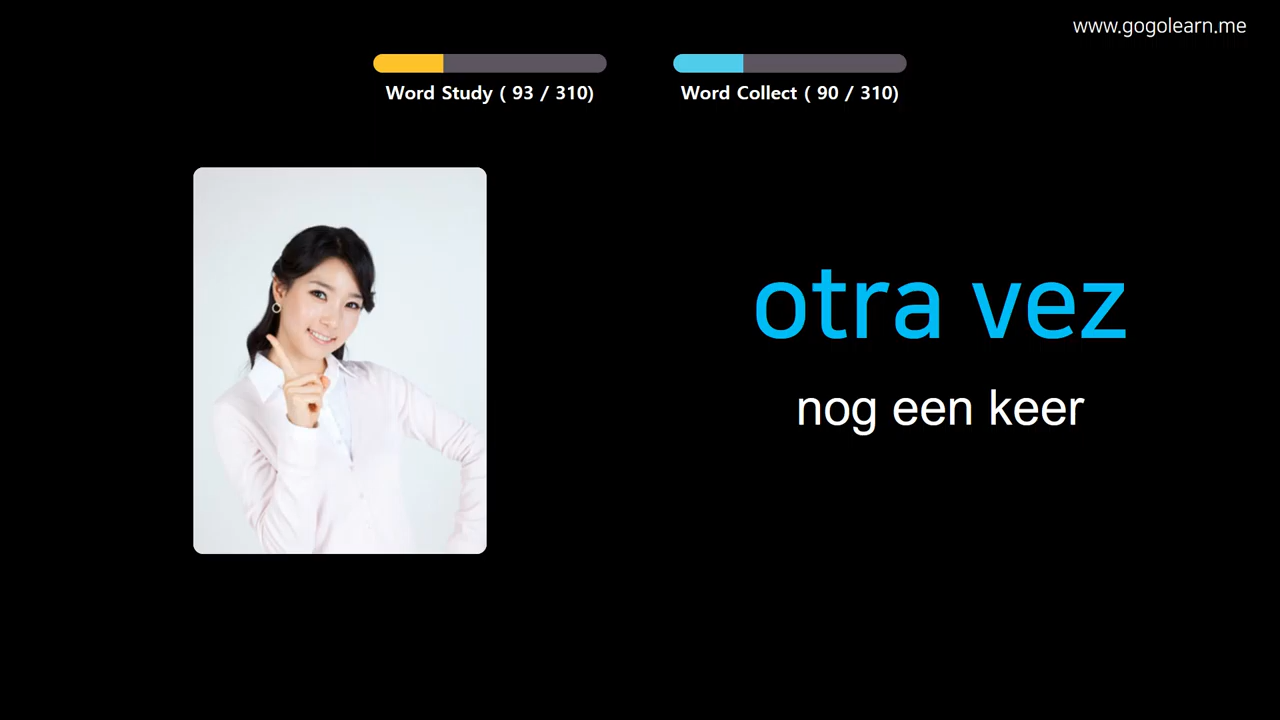 www.gogolearn.me
Word Study ( 93 / 310)
Word Collect ( 90 / 310)
otra vez
nog een keer